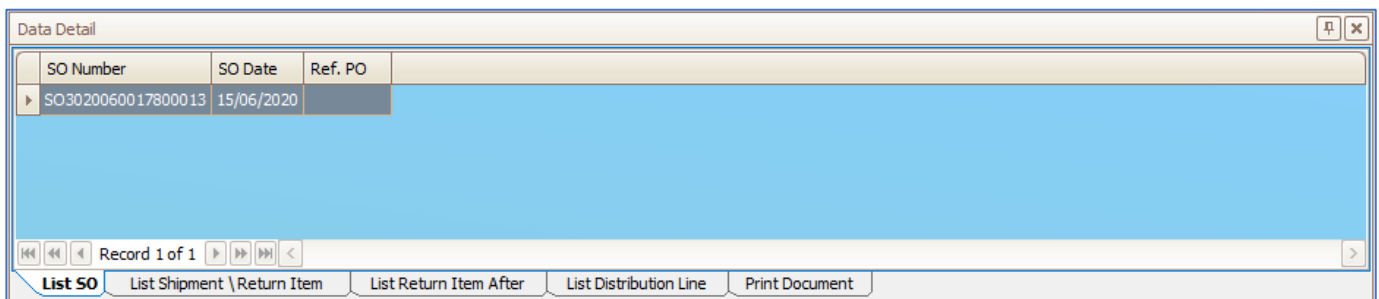 Data Detail
SO Number SO Date Ref. PO
SO3020060017800013 15/06/2020
Record 1 of 1
List SO List Shipment \ Return Item List Return Item After List Distribution Line Print Document